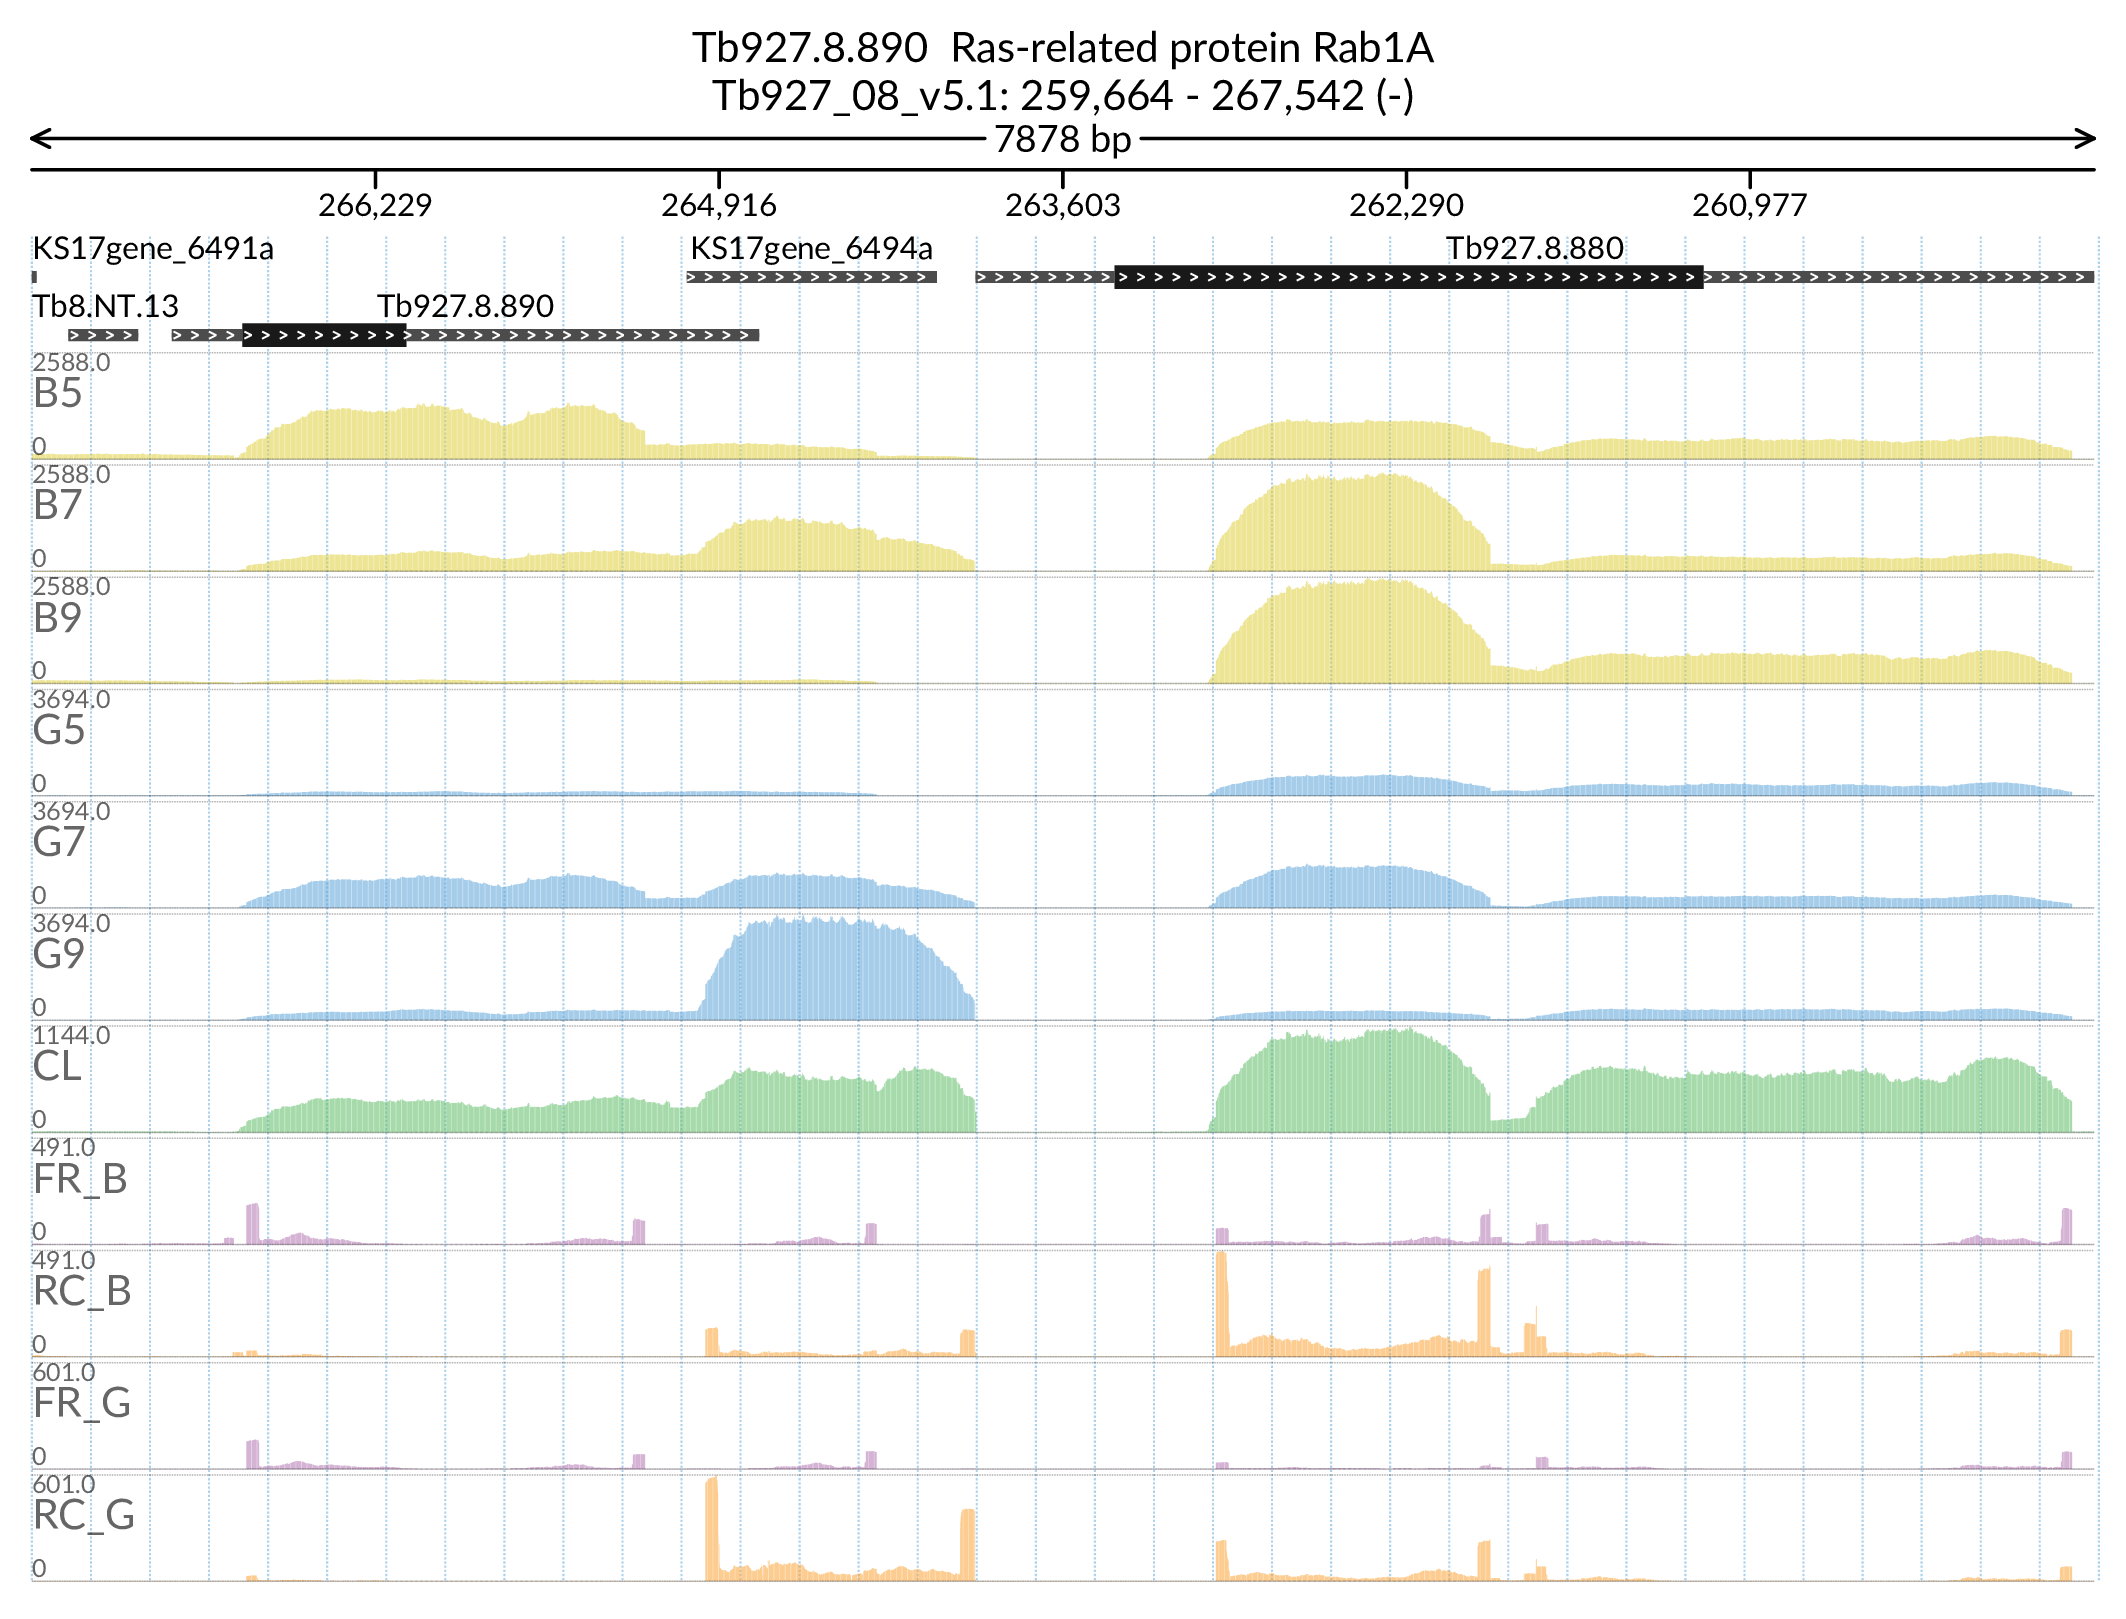 Tb927.8.890  Ras-related protein Rab1A
Tb927_08_v5.1: 259,664 - 267,542 (-)
7878 bp
266,229 264,916 263,603 262,290 260,977
KS17gene_6491a KS17gene_6494a Tb927.8.880
Tb8.NT.13 Tb927.8.890
2588.0
B5
0
2588.0
B7
0
2588.0
B9
0
3694.0
G5
0
3694.0
G7
0
3694.0
G9
0
1144.0
CL
0
491.0
FR_B
0
491.0
RC_B
0
601.0
FR_G
0
601.0
RC_G
0